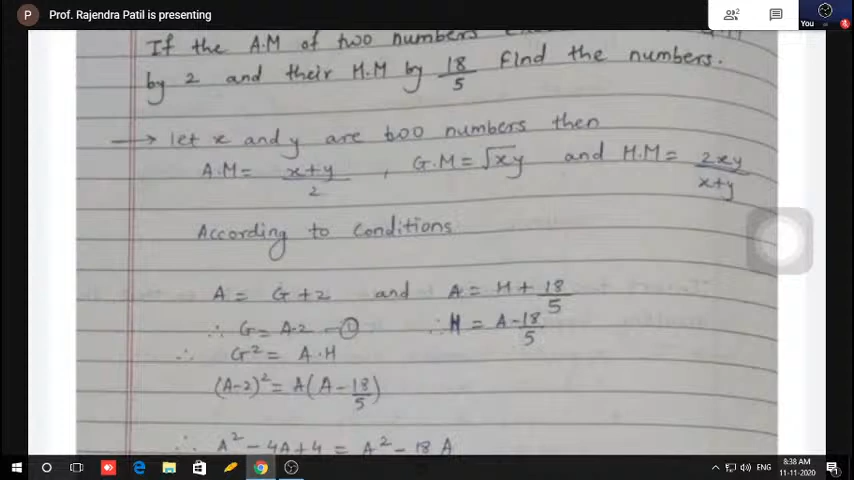 P Prof. Rajendra Patil is presenting
2
You
If the A.M of two numbers
by 2 and their H.M by 18/5 Find the numbers.
→ let x and y are two numbers then
A.M = x+y/2 , G.M = √xy and H.M = 2xy/x+y
According to conditions
A = G+2 and A = H + 18/5
∴ G = A-2 —① ∴ H = A-18/5
∴ G² = A·H
(A-2)² = A(A-18/5)
∴ A² - 4A+4 = A² - 18 A
ENG
8:38 AM
11-11-2020